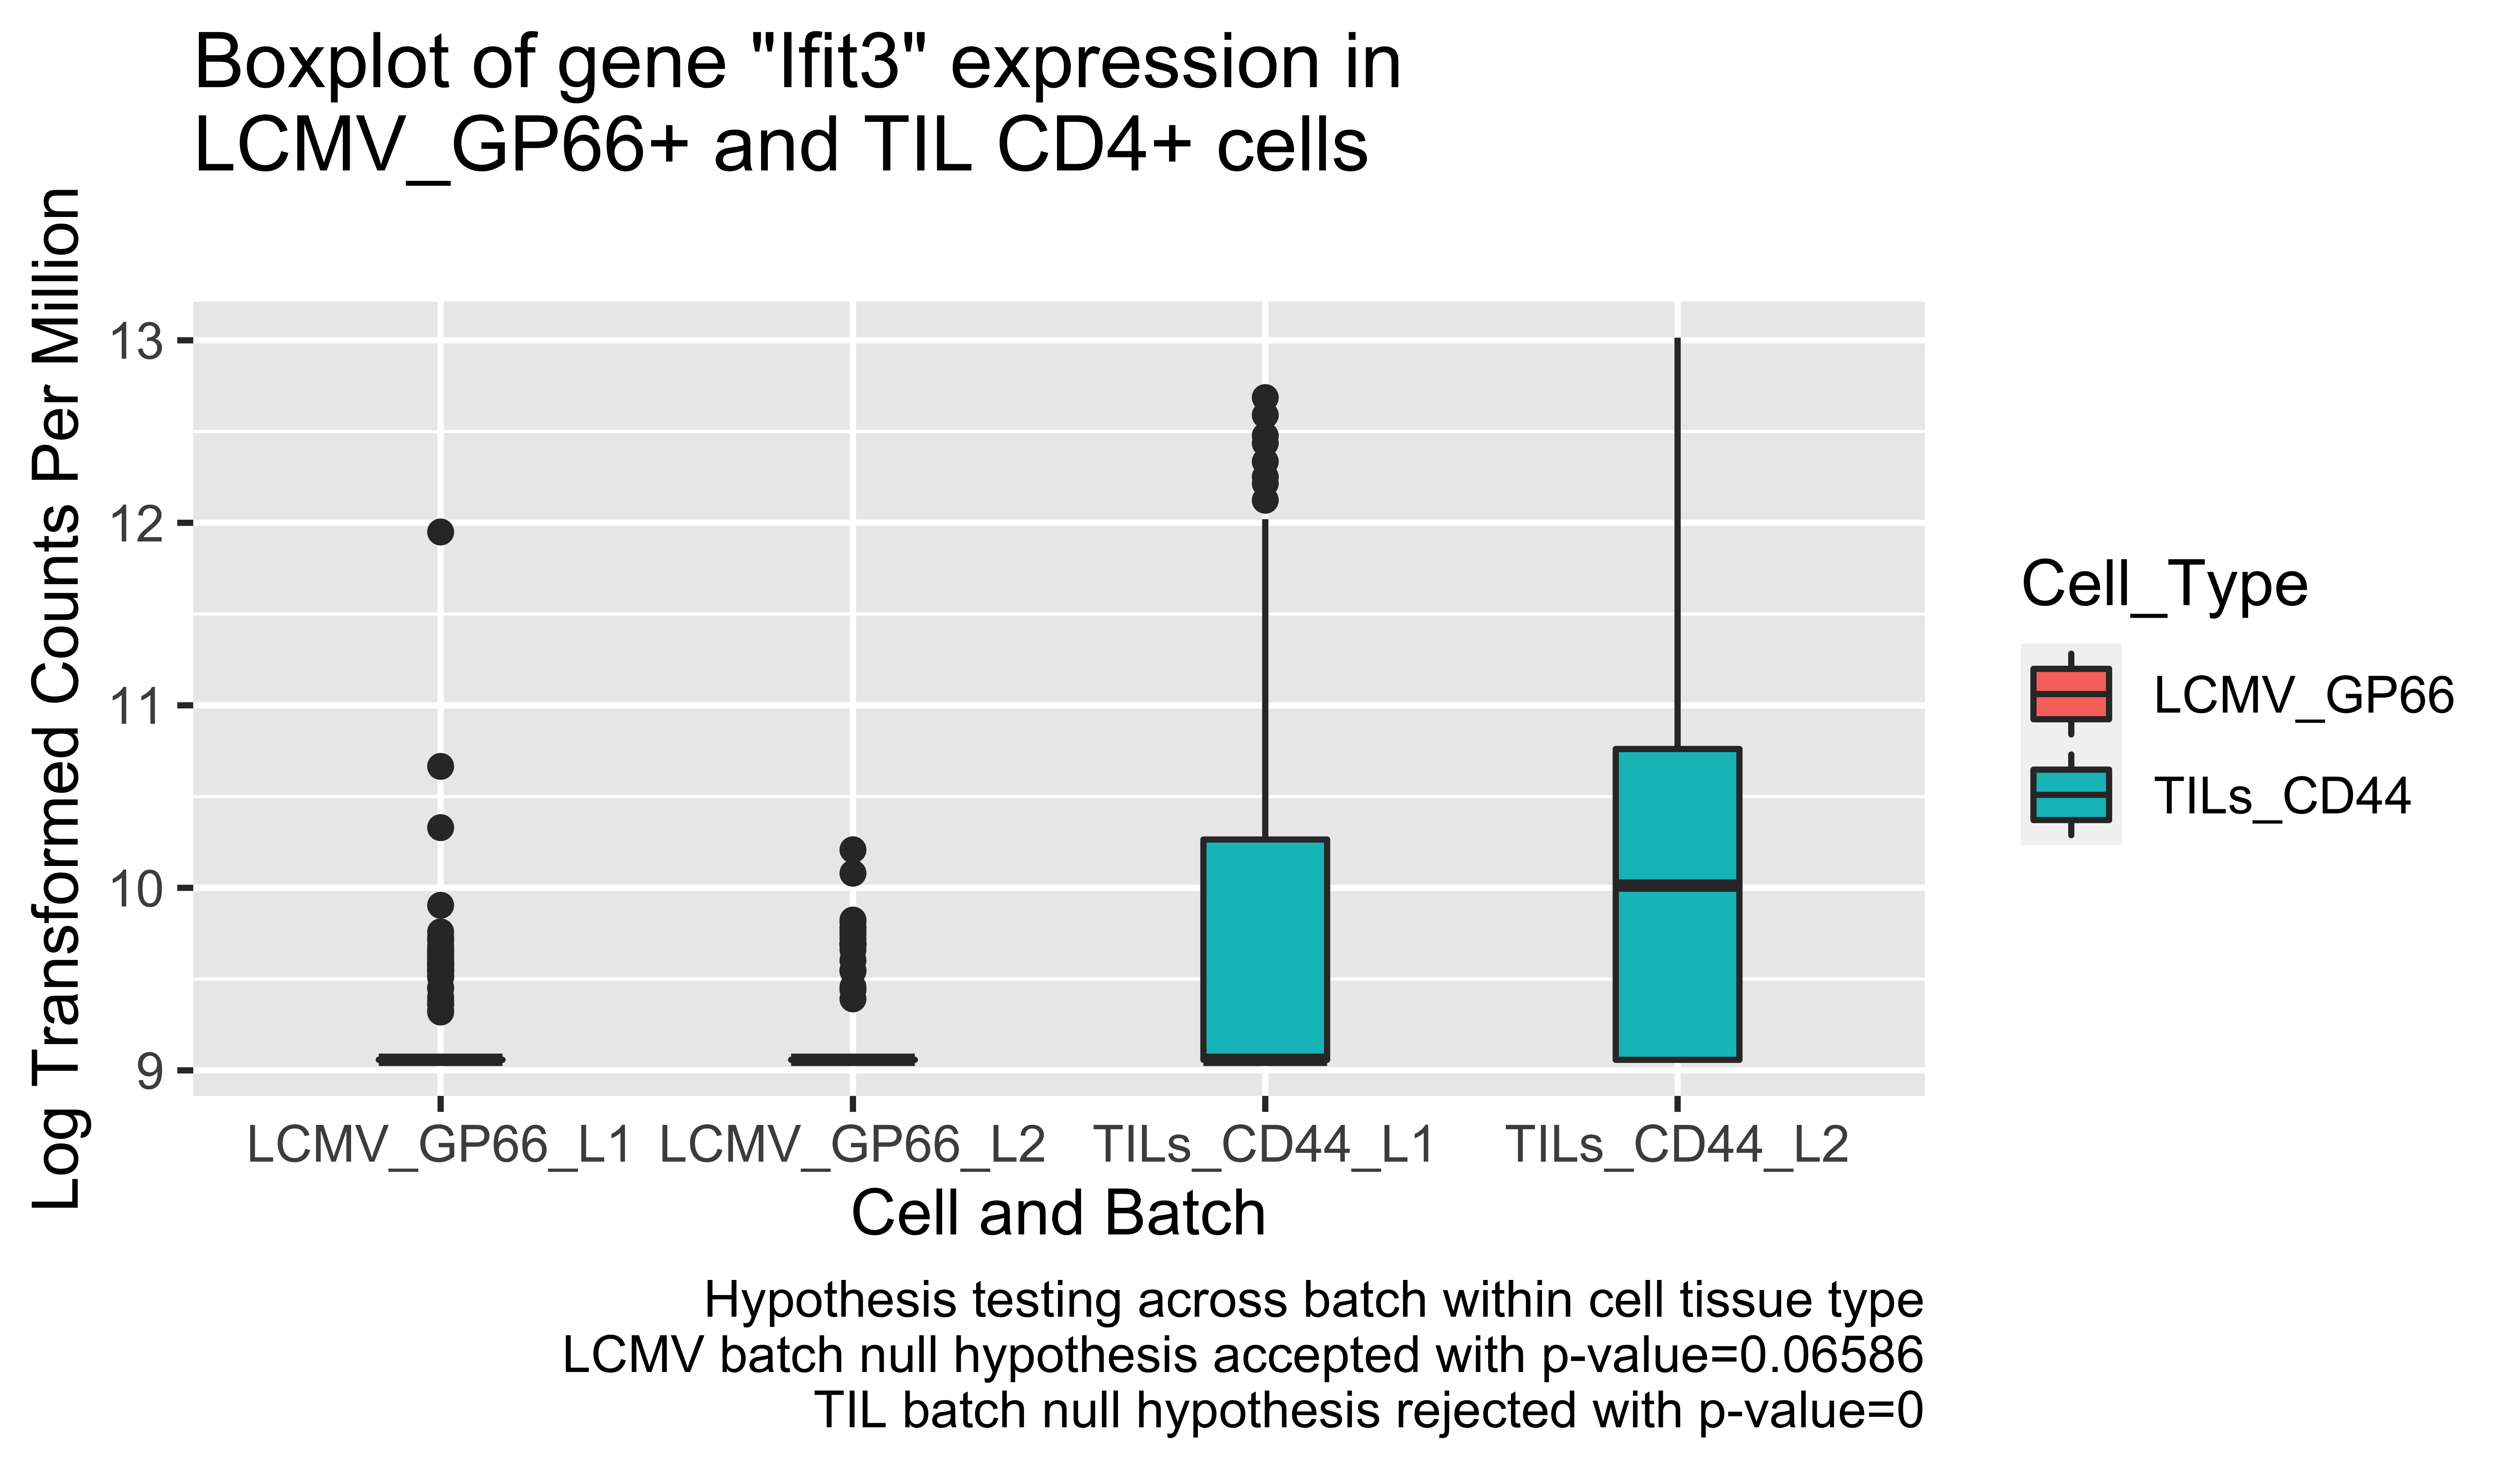 Boxplot of gene "Ifit3" expression in
LCMV_GP66+ and TIL CD4+ cells
Log Transformed Counts Per Million
13
12
11
10
9
LCMV_GP66_L1
LCMV_GP66_L2
TILs_CD44_L1
TILs_CD44_L2
Cell and Batch
Cell_Type
LCMV_GP66
TILs_CD44
Hypothesis testing across batch within cell tissue type
LCMV batch null hypothesis accepted with p-value=0.06586
TIL batch null hypothesis rejected with p-value=0